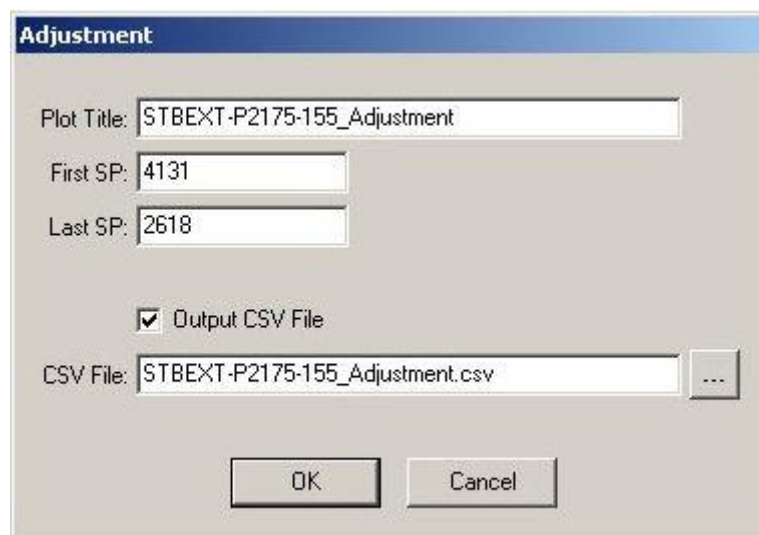 Adjustment
Plot Title: STBEXT-P2175-155_Adjustment
First SP: 4131
Last SP: 2618
Output CSV File
CSV File: STBEXT-P2175-155_Adjustment.csv ...
OK Cancel